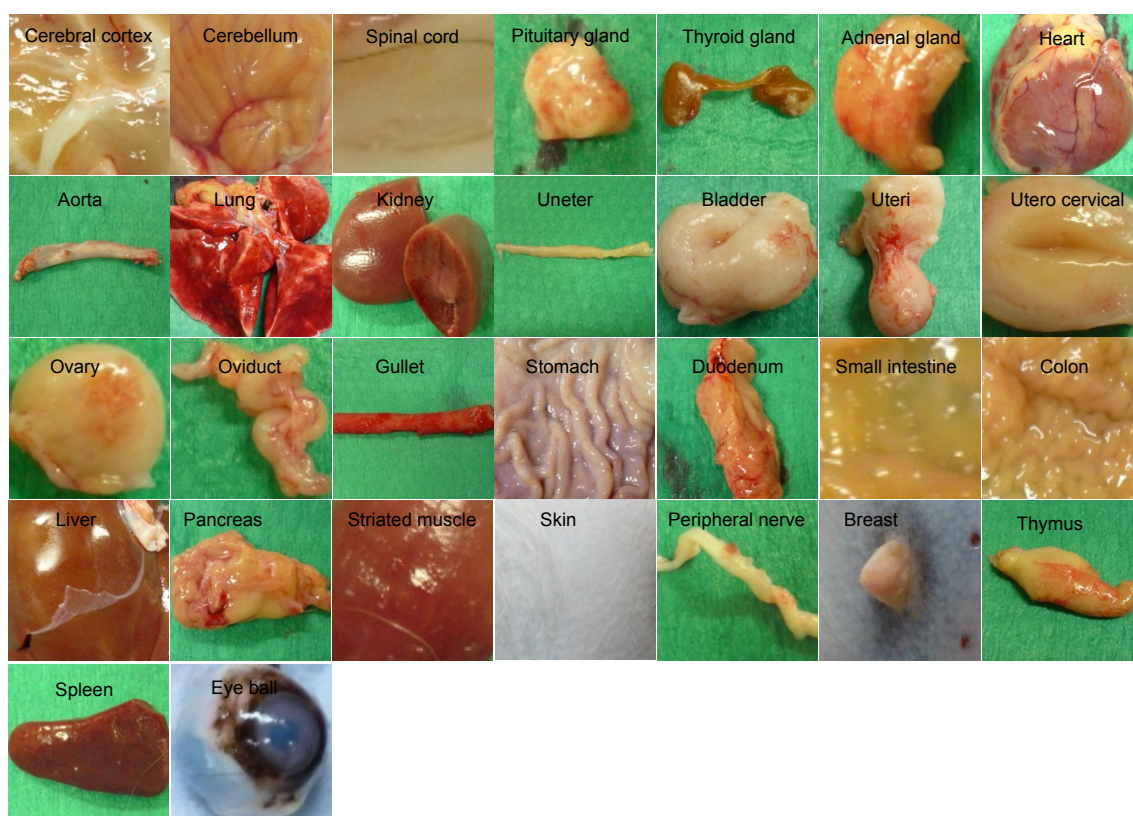 Cerebral cortex
Cerebellum
Spinal cord
Pituitary gland
Thyroid gland
Adnenal gland
Heart
Aorta
Lung
Kidney
Uneter
Bladder
Uteri
Utero cervical
Ovary
Oviduct
Gullet
Stomach
Duodenum
Small intestine
Colon
Liver
Pancreas
Striated muscle
Skin
Peripheral nerve
Breast
Thymus
Spleen
Eye ball